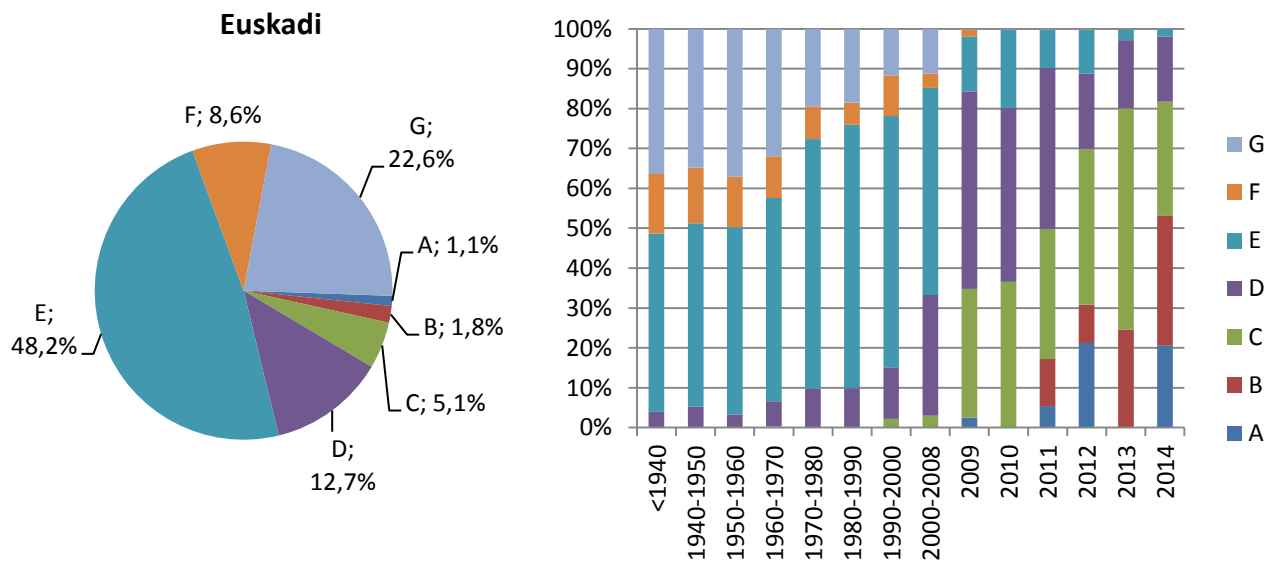 Euskadi
F; 8,6%
G;
22,6%
A; 1,1%
B; 1,8%
C; 5,1%
D;
12,7%
E;
48,2%
100%
90%
80%
70%
60%
50%
40%
30%
20%
10%
0%
<1940
1940-1950
1950-1960
1960-1970
1970-1980
1980-1990
1990-2000
2000-2008
2009
2010
2011
2012
2013
2014
G
F
E
D
C
B
A